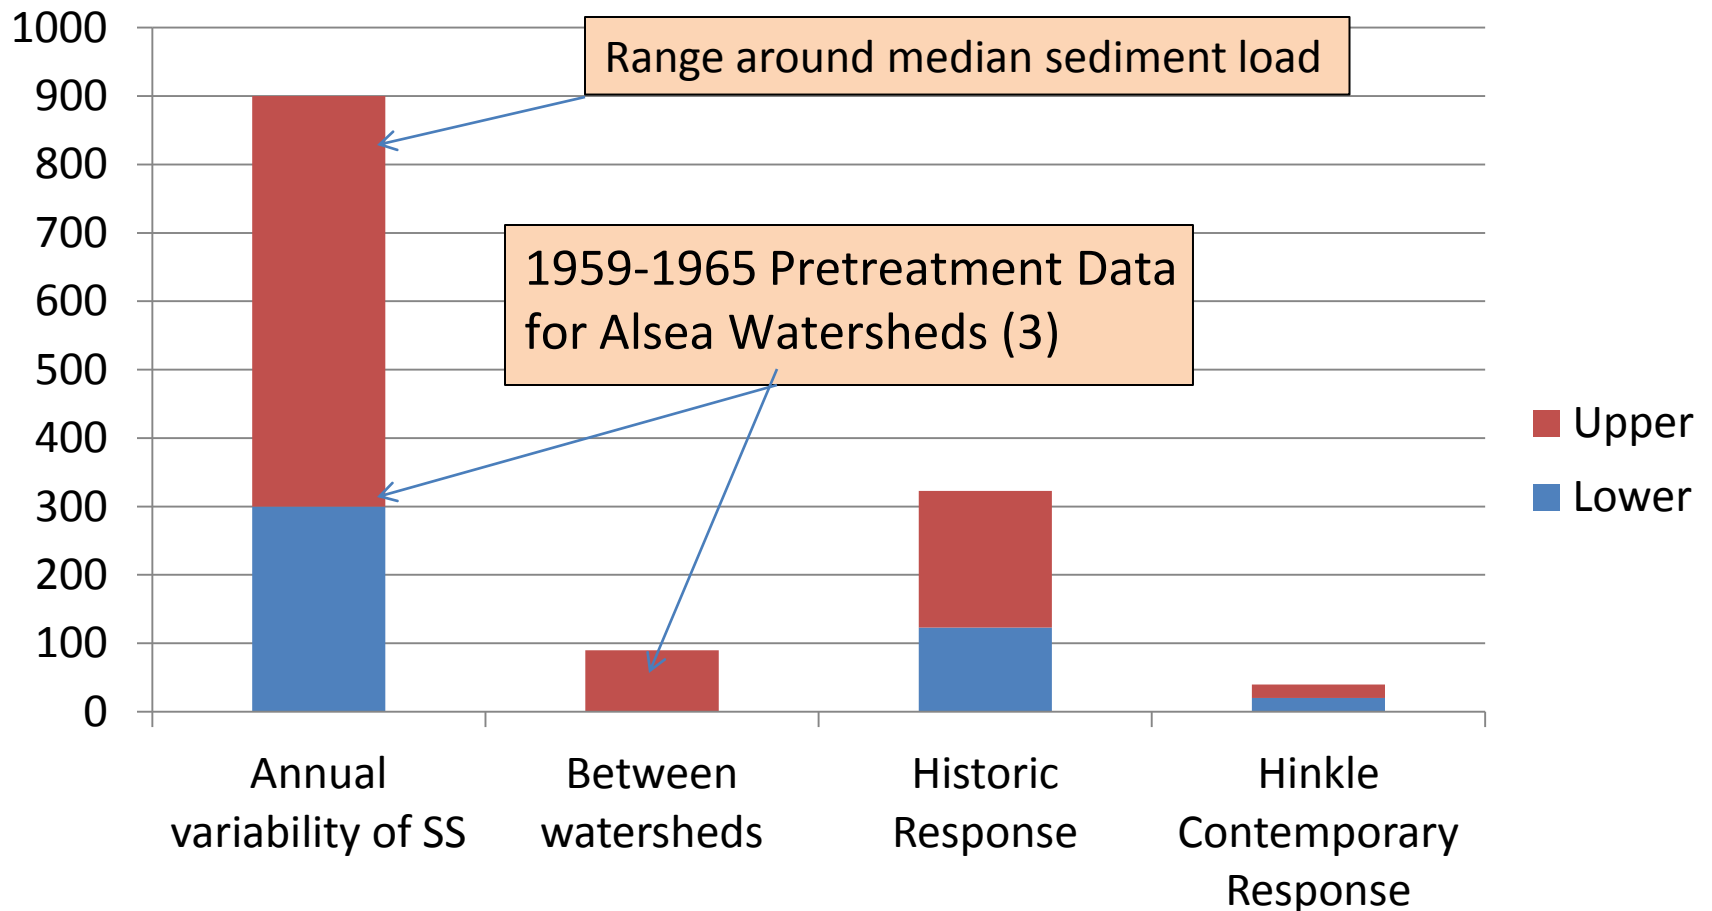 1000
900
800
700
600
500
400
300
200
100
0
Range around median sediment load
1959-1965 Pretreatment Data
for Alsea Watersheds (3)
Upper
Lower
Annual
variability of SS
Between
watersheds
Historic
Response
Hinkle
Contemporary
Response